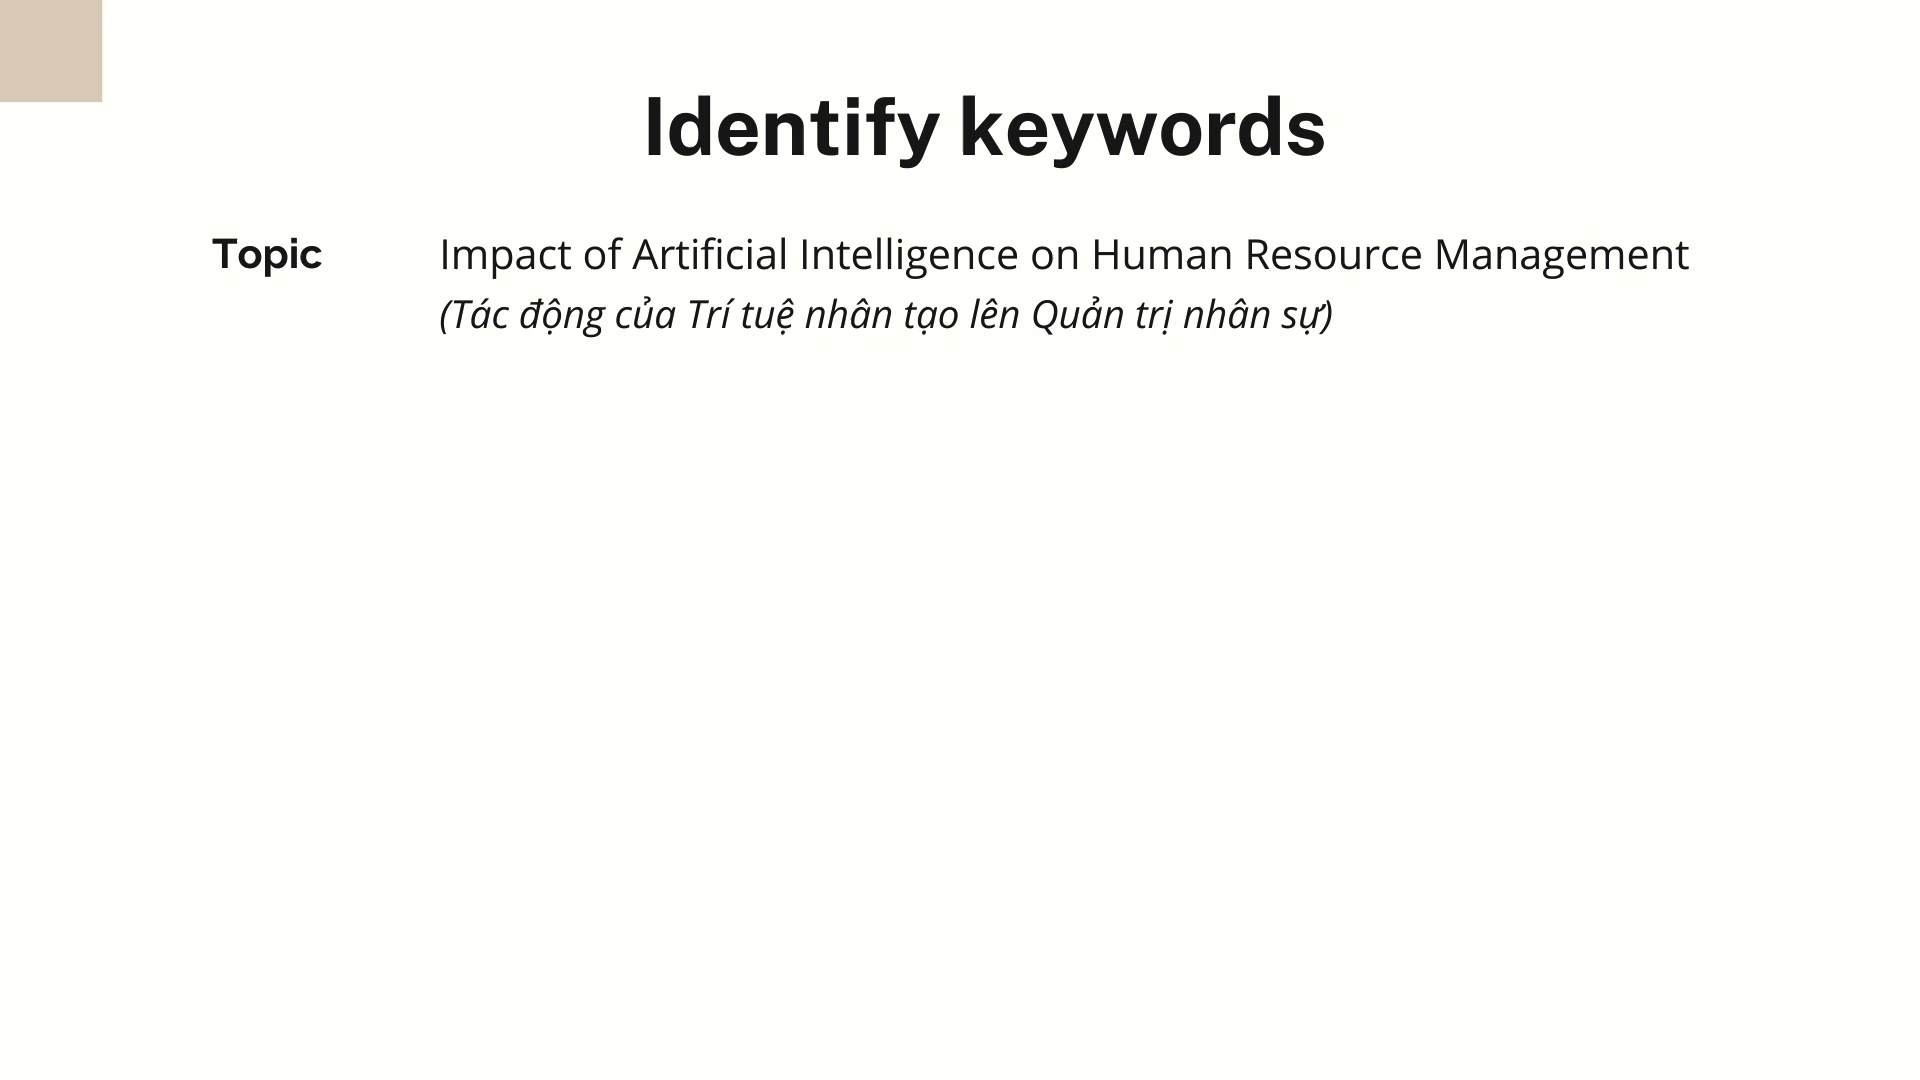 Identify keywords
Topic
Impact of Artificial Intelligence on Human Resource Management
(Tác động của Trí tuệ nhân tạo lên Quản trị nhân sự)